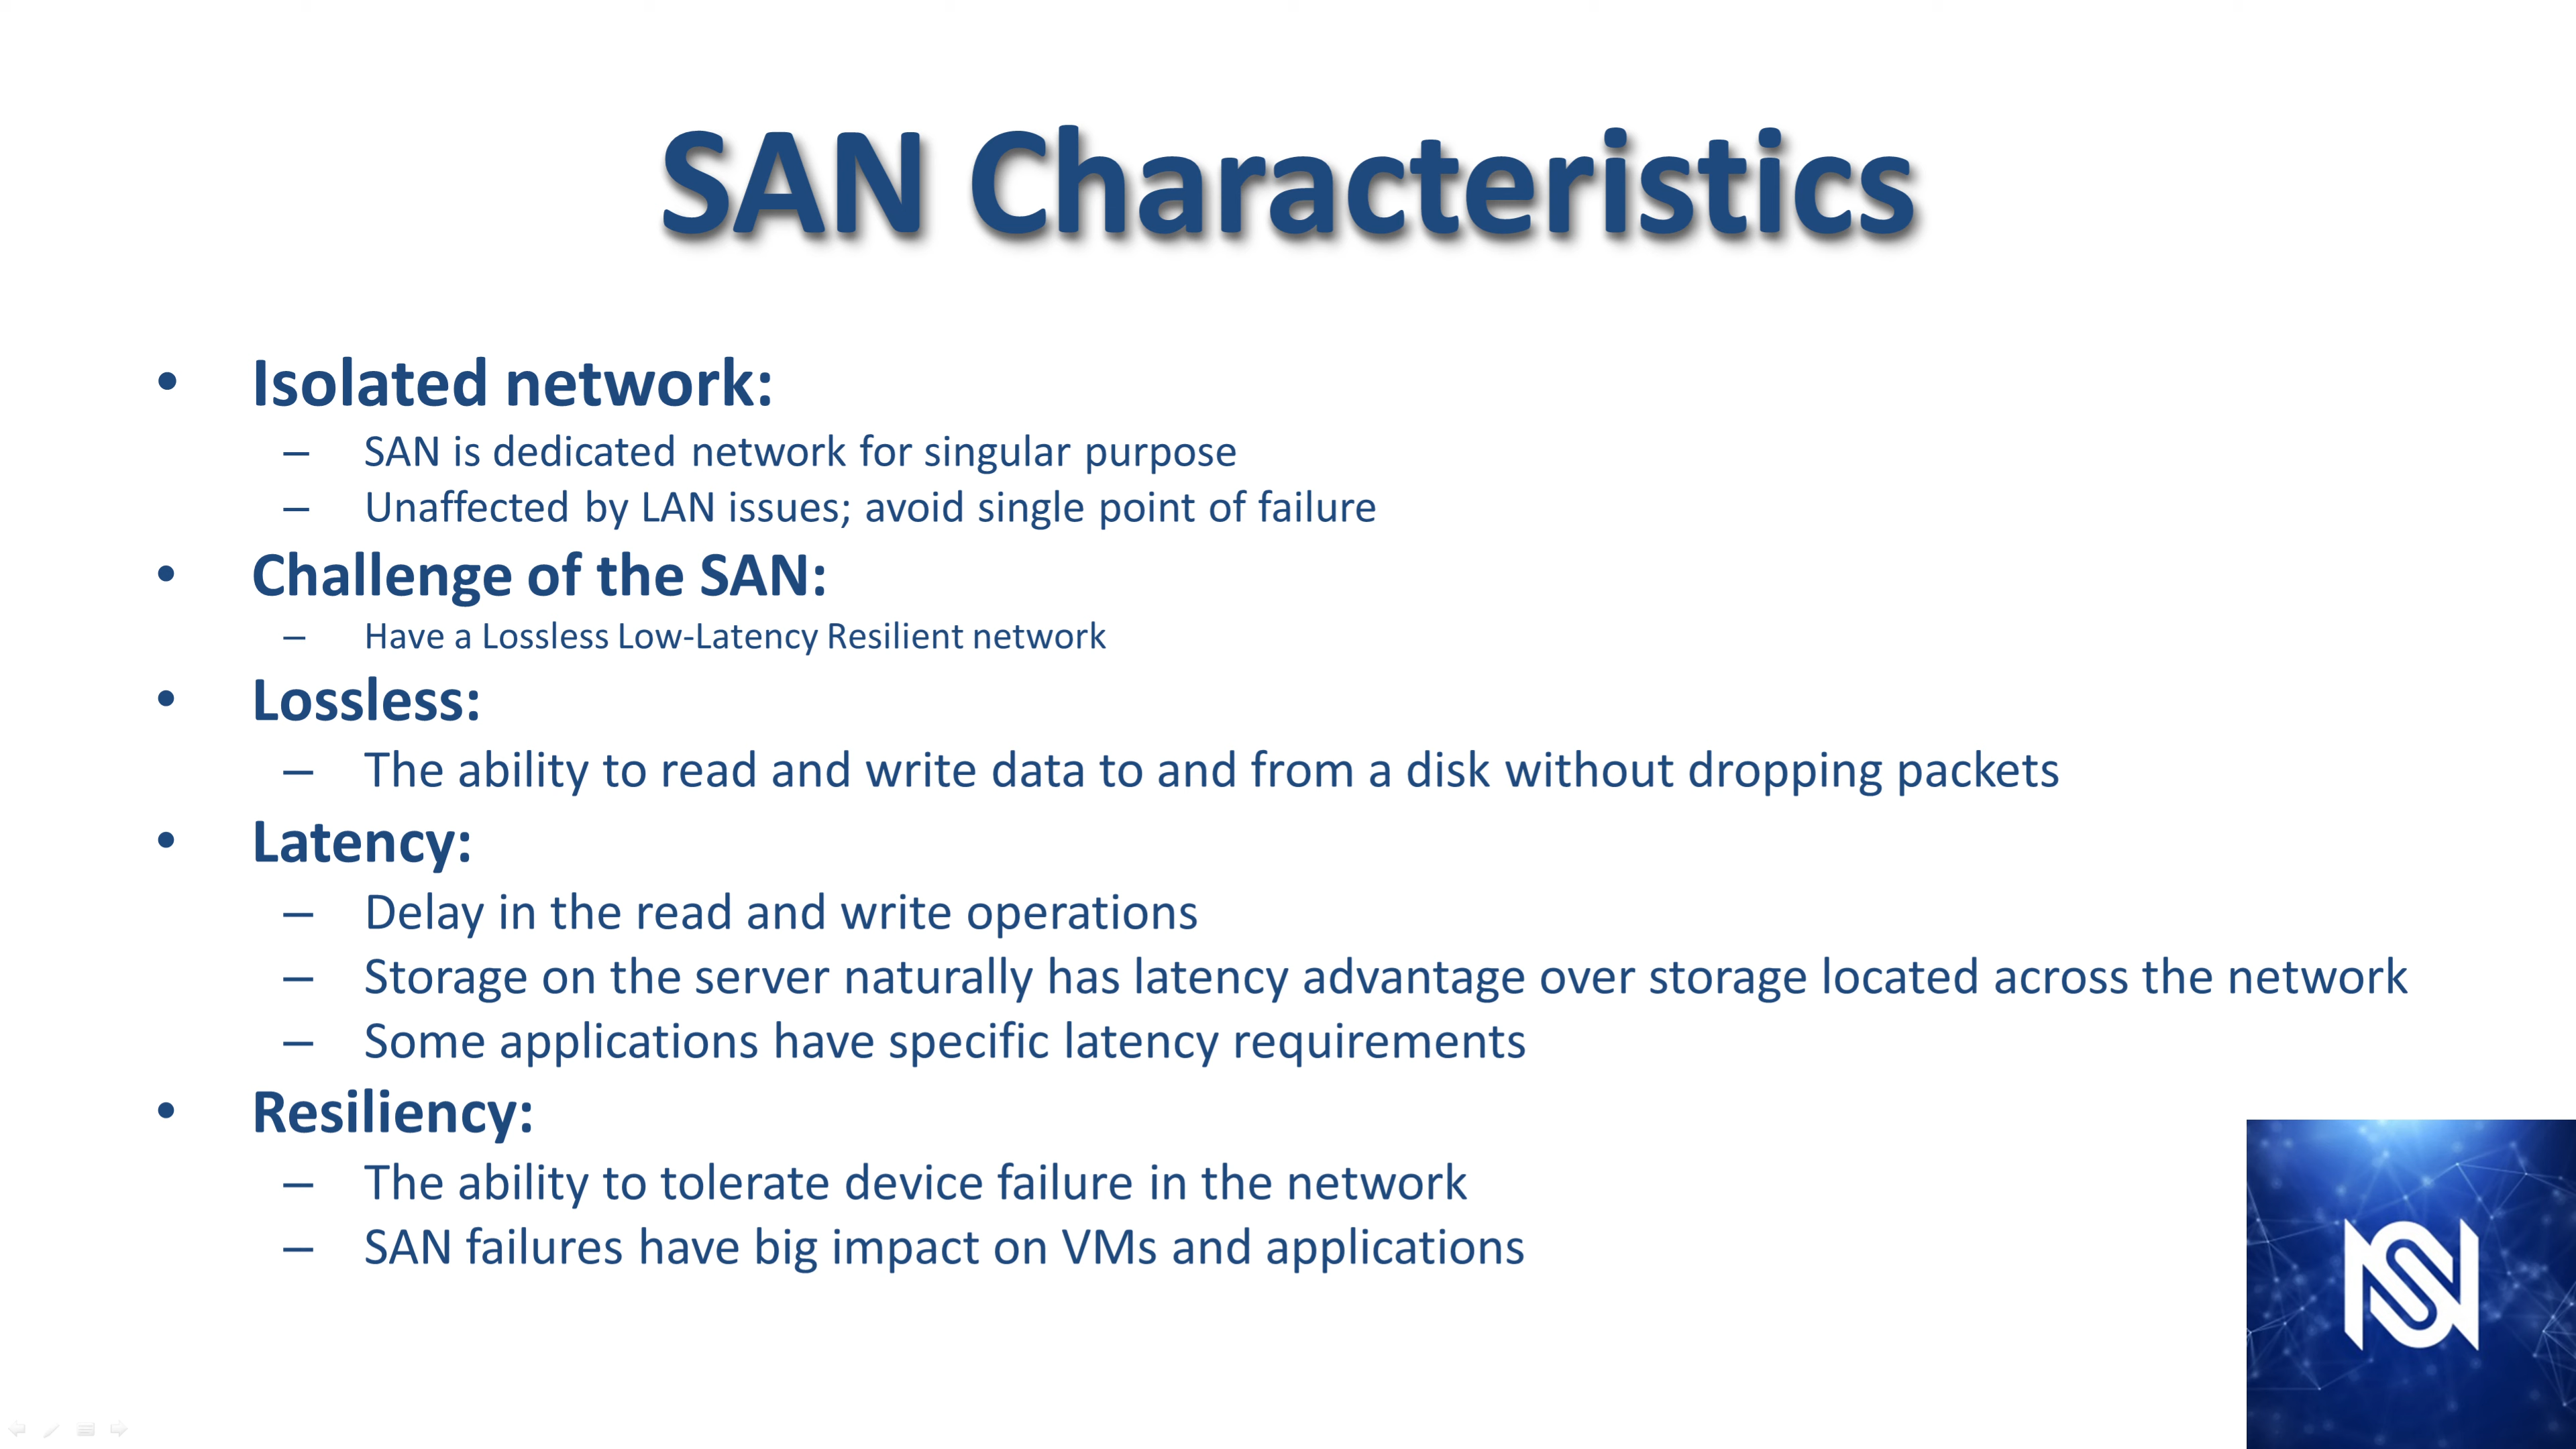 SAN Characteristics
• Isolated network:
– SAN is dedicated network for singular purpose
– Unaffected by LAN issues; avoid single point of failure
• Challenge of the SAN:
– Have a Lossless Low-Latency Resilient network
• Lossless:
– The ability to read and write data to and from a disk without dropping packets
• Latency:
– Delay in the read and write operations
– Storage on the server naturally has latency advantage over storage located across the network
– Some applications have specific latency requirements
• Resiliency:
– The ability to tolerate device failure in the network
– SAN failures have big impact on VMs and applications